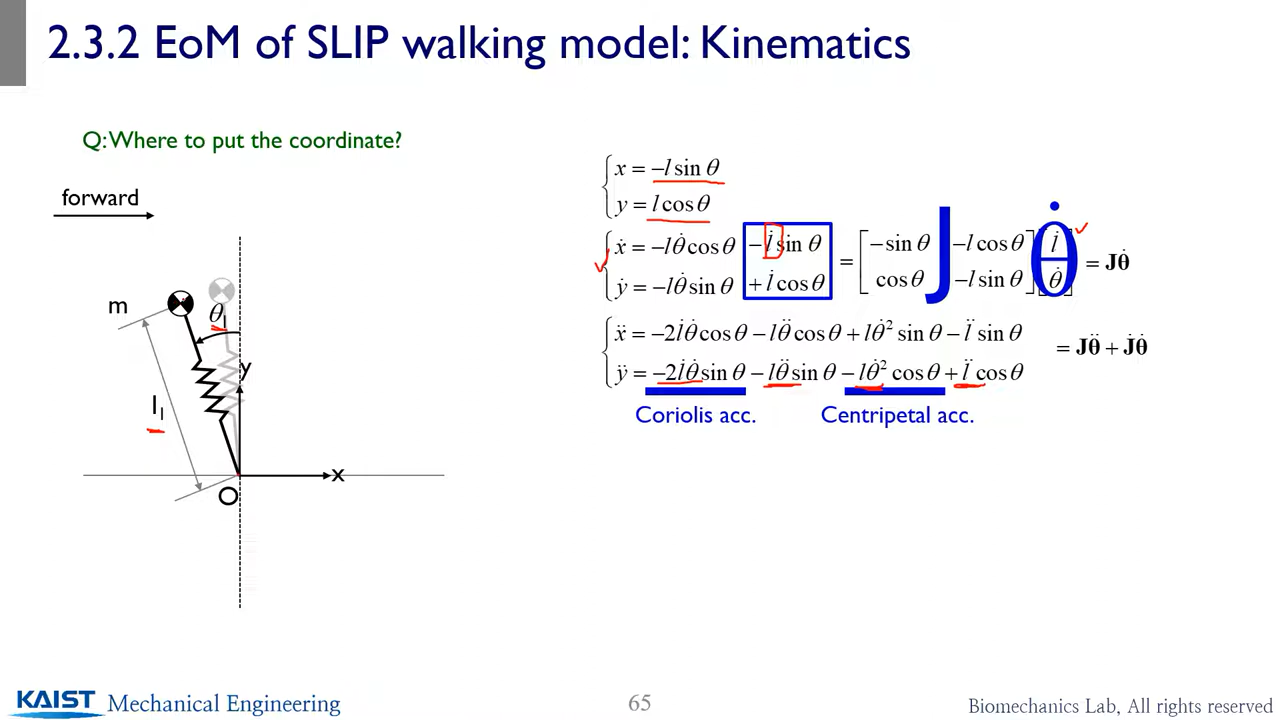 2.3.2 EoM of SLIP walking model: Kinematics
Q: Where to put the coordinate?
forward
m
θ₁
y
l₁
x
O
x = −l sin θ
y = l cos θ
ẋ = −lθ̇ cos θ −l̇ sin θ = [−sin θ −l cos θ] [l̇] = Jθ̇
ẏ = −lθ̇ sin θ +l̇ cos θ [cos θ −l sin θ] [θ̇]
J θ̇
ẍ = −2l̇θ̇ cos θ − lθ̈ cos θ + lθ̇² sin θ − l̈ sin θ = Jθ̈ + J̇θ̇
ÿ = −2l̇θ̇ sin θ − lθ̈ sin θ − lθ̇² cos θ + l̈ cos θ
Coriolis acc. Centripetal acc.
KAIST Mechanical Engineering
65
Biomechanics Lab, All rights reserved